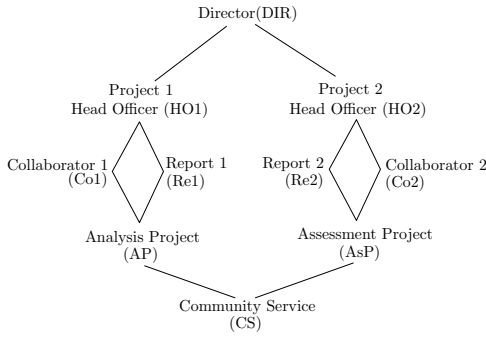 Director(DIR)
Project 1
Head Officer (HO1)
Project 2
Head Officer (HO2)
Collaborator 1
(Co1)
Report 1
(Re1)
Report 2
(Re2)
Collaborator 2
(Co2)
Analysis Project
(AP)
Assessment Project
(AsP)
Community Service
(CS)